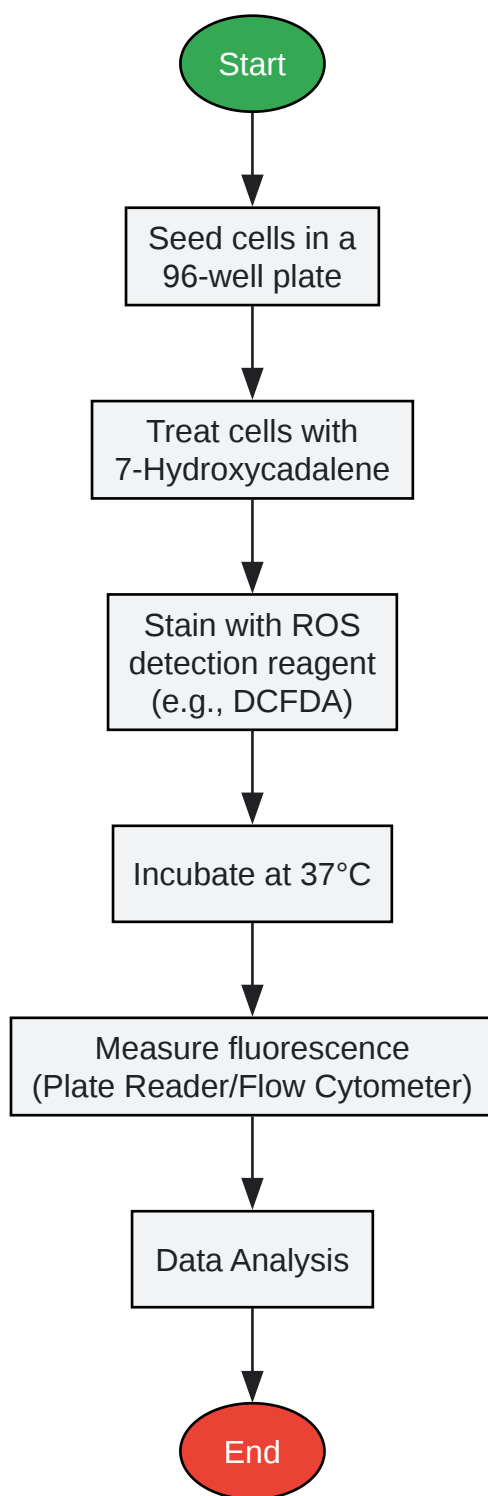 Start
Seed cells in a
96-well plate
Treat cells with
7-Hydroxycadalene
Stain with ROS
detection reagent
(e.g., DCFDA)
Incubate at 37°C
Measure fluorescence
(Plate Reader/Flow Cytometer)
Data Analysis
End